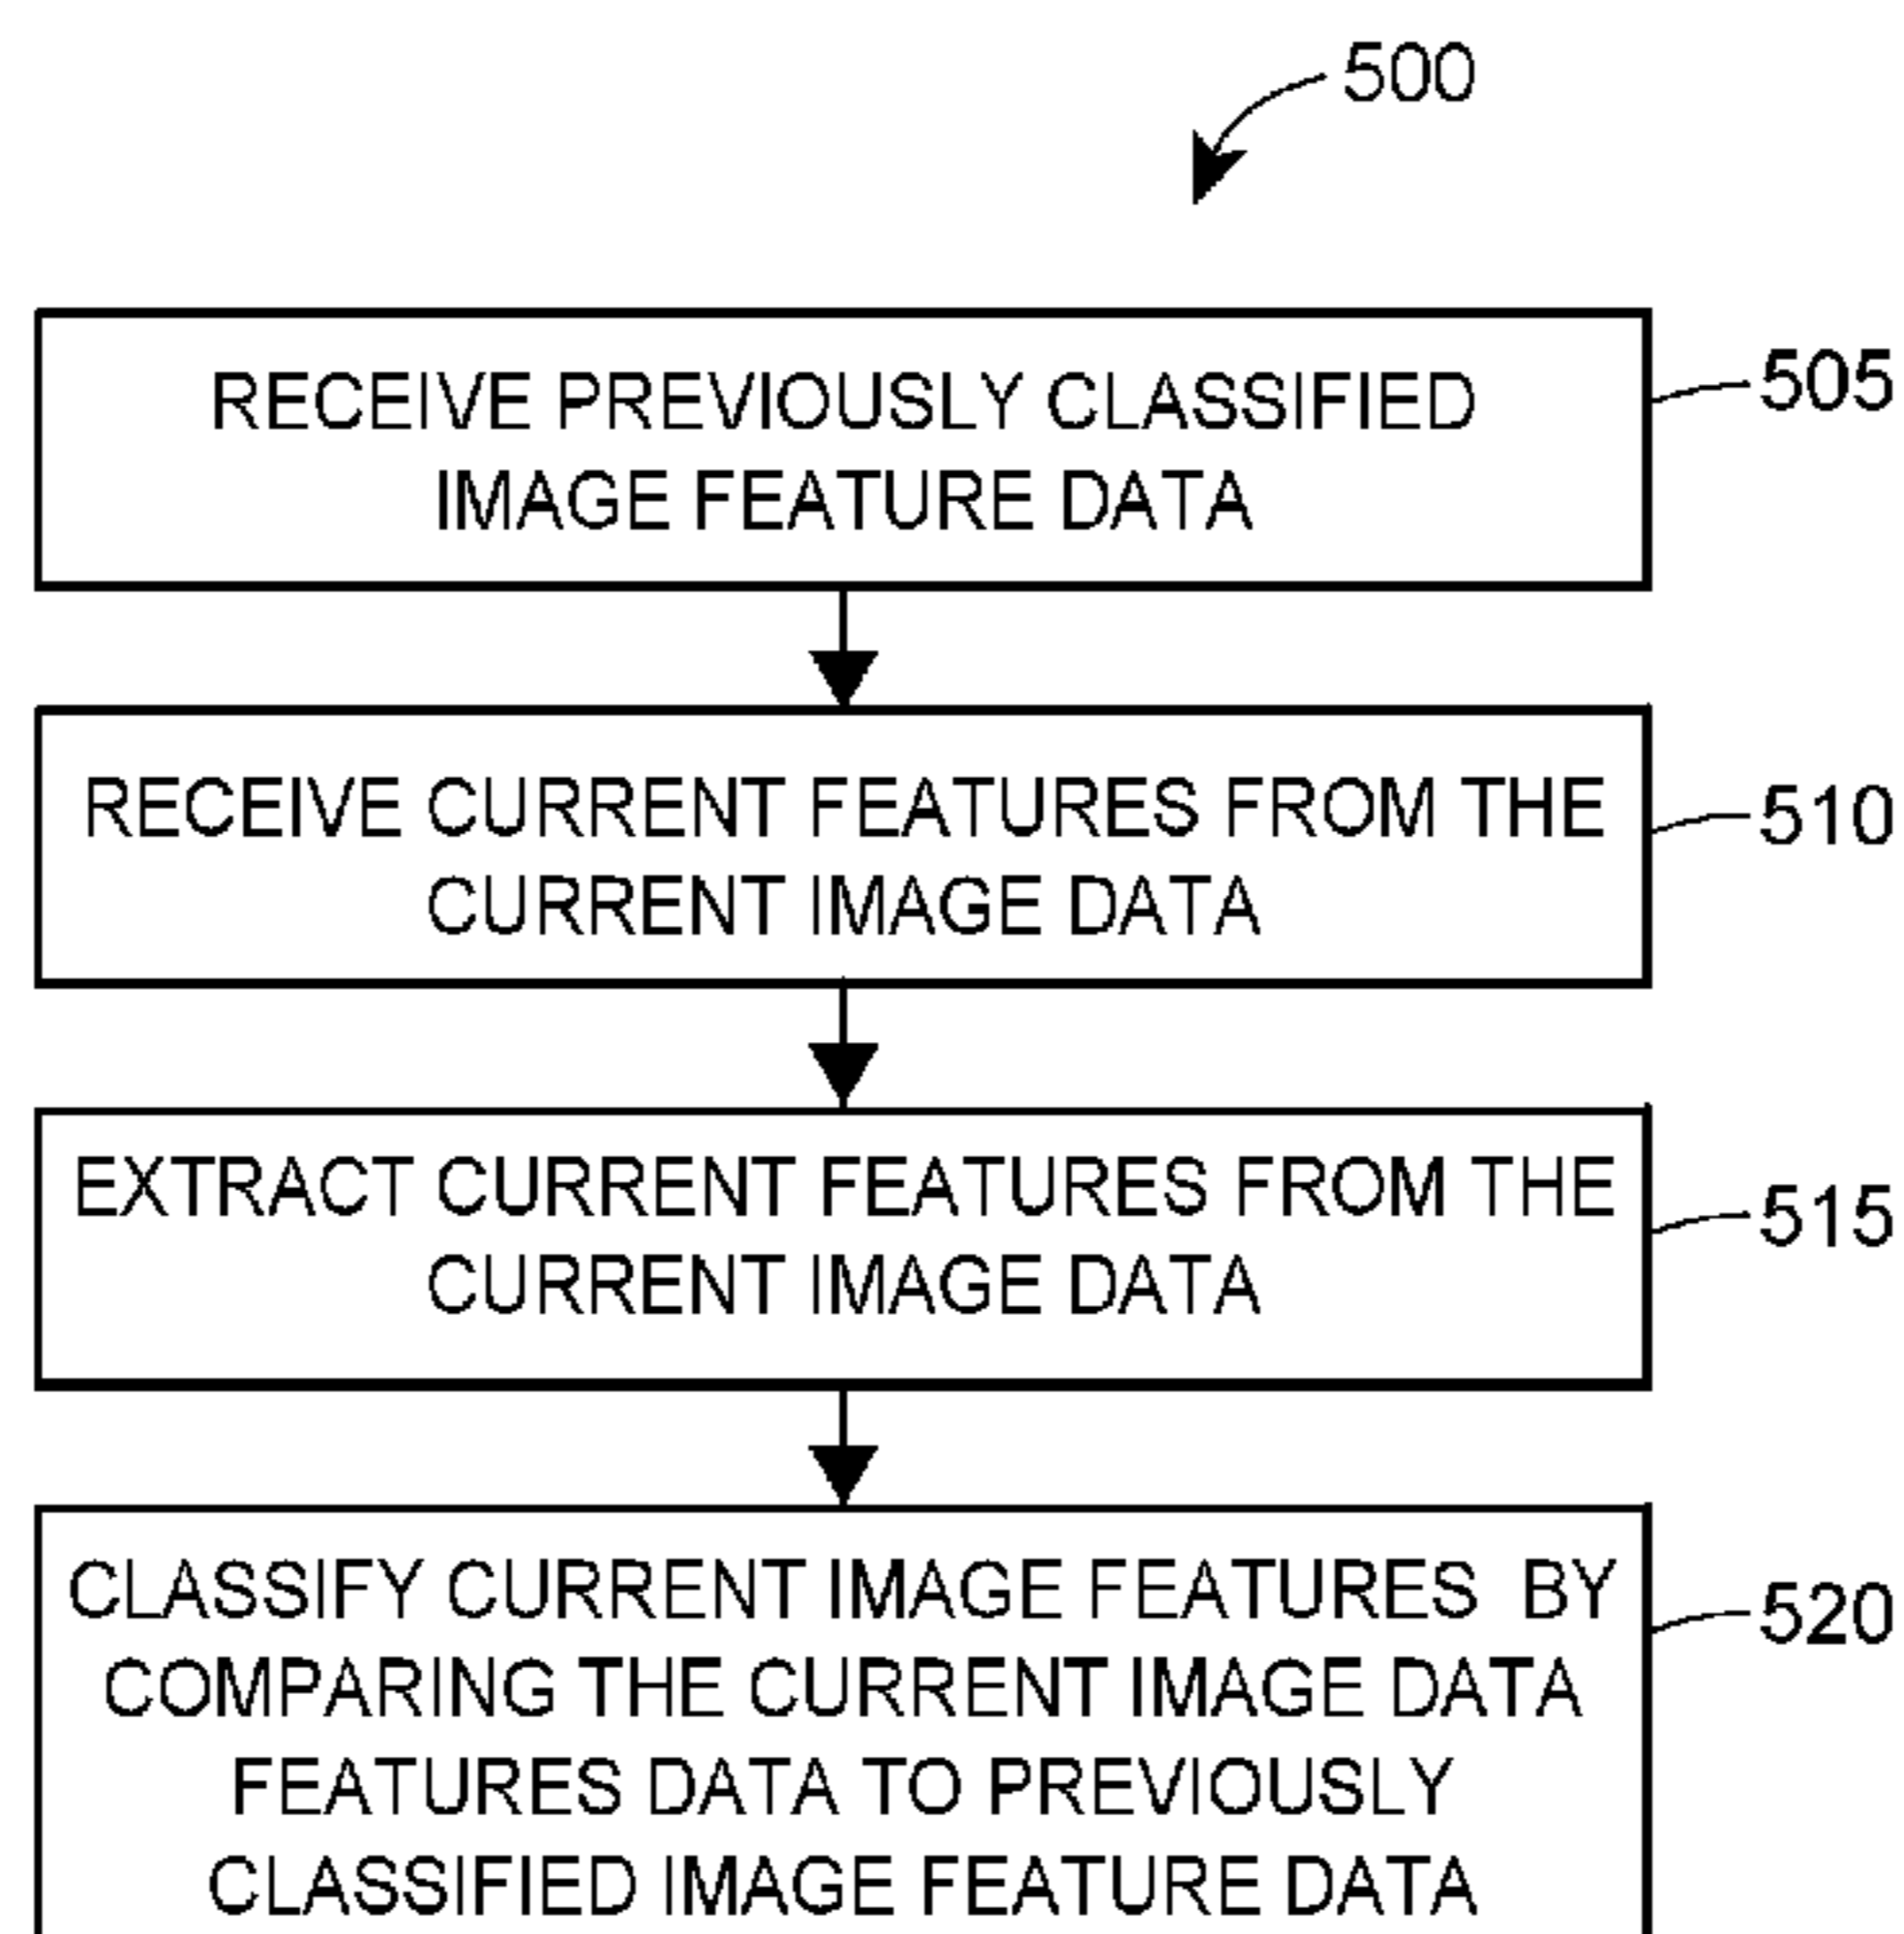 500
RECEIVE PREVIOUSLY CLASSIFIED
IMAGE FEATURE DATA
505
RECEIVE CURRENT FEATURES FROM THE
CURRENT IMAGE DATA
510
EXTRACT CURRENT FEATURES FROM THE
CURRENT IMAGE DATA
515
CLASSIFY CURRENT IMAGE FEATURES BY
COMPARING THE CURRENT IMAGE DATA
FEATURES DATA TO PREVIOUSLY
CLASSIFIED IMAGE FEATURE DATA
520